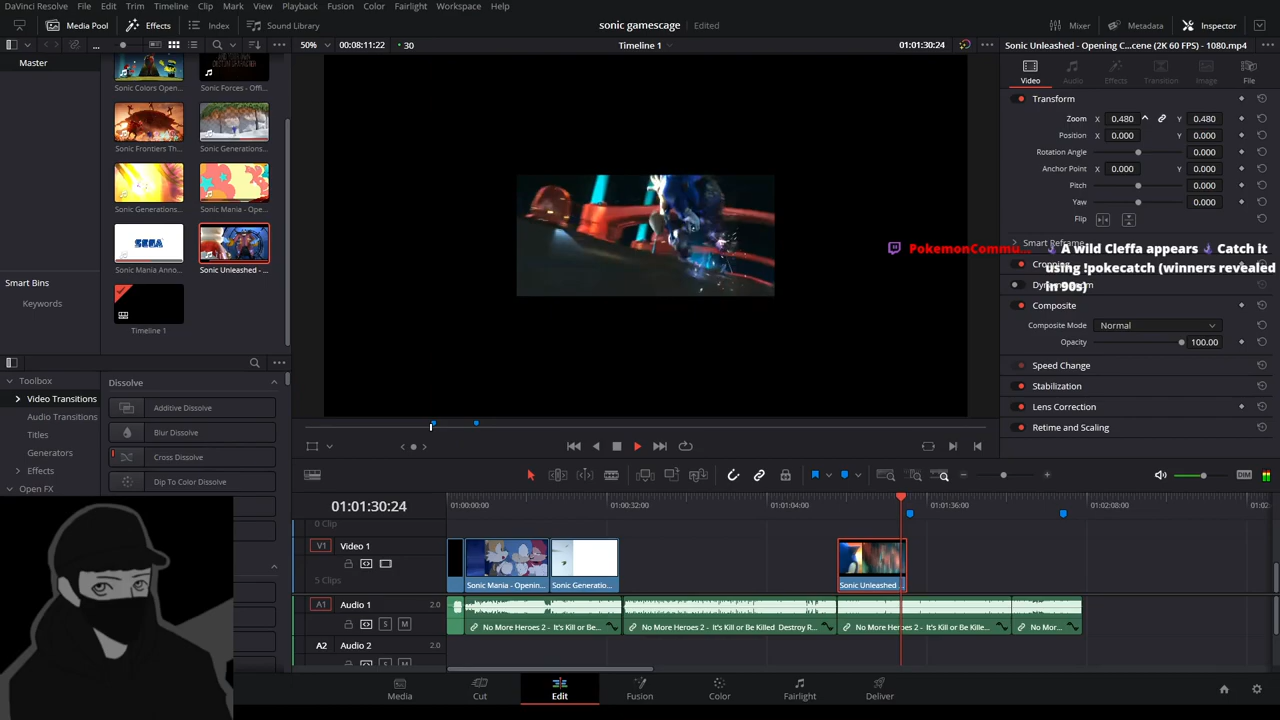 DaVinci Resolve File Edit Trim Timeline Clip Mark View Playback Fusion Color Fairlight Workspace Help
Media Pool Effects Index Sound Library sonic gamescage Edited Mixer Metadata Inspector
... 50% 00:08:11:22 30 Timeline 1 01:01:30:24 Sonic Unleashed - Opening C...cene (2K 60 FPS) - 1080.mp4
Master
Sonic Colors Open... Sonic Forces - Offi...
Sonic Frontiers Th... Sonic Generations...
Sonic Generations... Sonic Mania - Ope...
SEGA
Sonic Mania Anno... Sonic Unleashed - ...
Timeline 1
Smart Bins
Keywords
Video Audio Effects Transition Image File
Transform
Zoom X 0.480 Y 0.480
Position X 0.000 Y 0.000
Rotation Angle 0.000
Anchor Point X 0.000 Y 0.000
Pitch 0.000
Yaw 0.000
Flip
Smart Reframe
PokemonCommu... A wild Cleffa appears Catch it
using !pokecatch (winners revealed
in 90s)
Composite
Composite Mode Normal
Opacity 100.00
Speed Change
Stabilization
Lens Correction
Retime and Scaling
Toolbox
Video Transitions
Audio Transitions
Titles
Generators
Effects
Open FX
Dissolve
Additive Dissolve
Blur Dissolve
Cross Dissolve
Dip To Color Dissolve
DIM
01:01:30:24 01:00:00:00 01:00:32:00 01:01:04:00 01:01:36:00 01:02:08:00 01:02
0 Clip
V1 Video 1
5 Clips
Sonic Mania - Openin... Sonic Generatio... Sonic Unleashed ...
A1 Audio 1 2.0
S M
No More Heroes 2 - It's Kill or Be... No More Heroes 2 - It's Kill or Be Killed Destroy R... No More Heroes 2 - It's Kill or Be Kille... No Mor...
A2 Audio 2 2.0
Media Cut Edit Fusion Color Fairlight Deliver